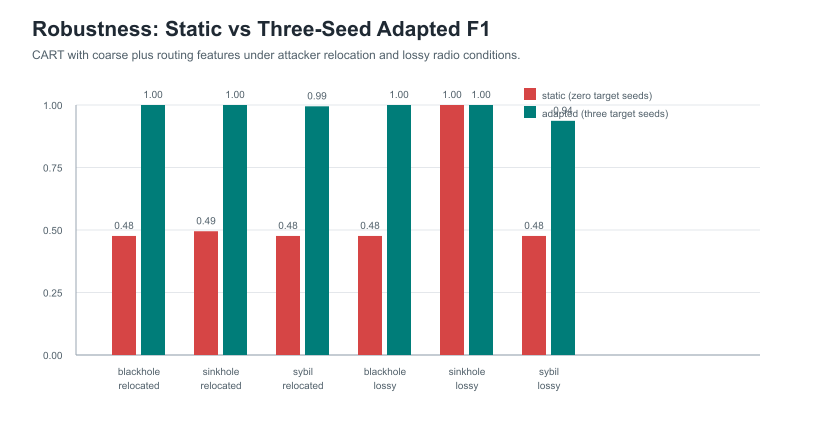 Robustness: Static vs Three-Seed Adapted F1
CART with coarse plus routing features under attacker relocation and lossy radio conditions.
static (zero target seeds)
adapted (three target seeds)
1.00
0.75
0.50
0.25
0.00
0.48
1.00
0.49
1.00
0.48
0.99
0.48
1.00
1.00
1.00
0.48
0.94
blackhole
relocated
sinkhole
relocated
sybil
relocated
blackhole
lossy
sinkhole
lossy
sybil
lossy